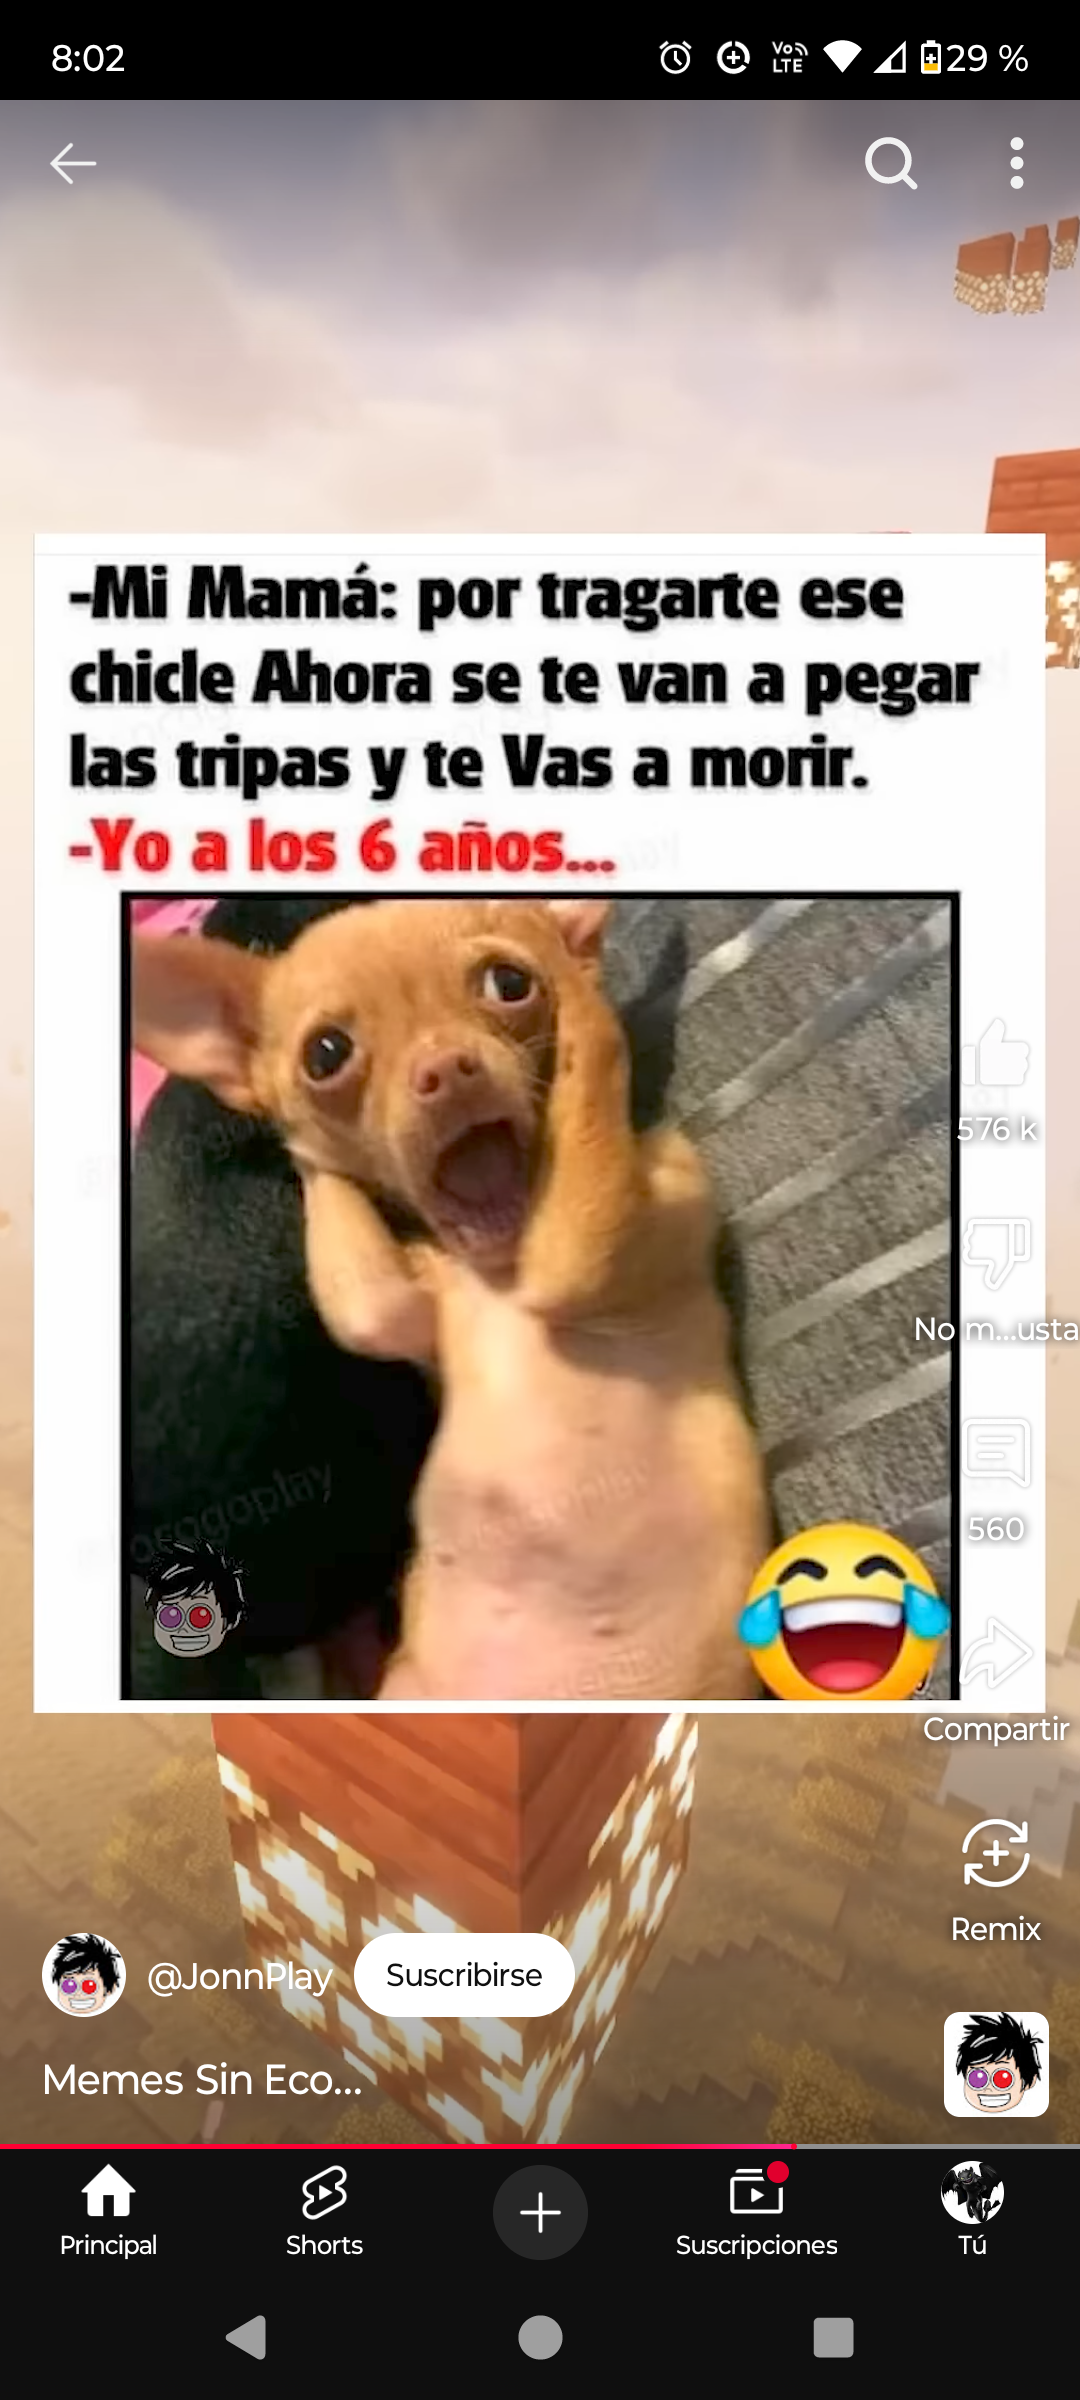 8:02
Vo LTE
29 %
-Mi Mamá: por tragarte ese
chicle Ahora se te van a pegar
las tripas y te Vas a morir.
-Yo a los 6 años...
576 k
No m...usta
560
Compartir
Remix
@JonnPlay
Suscribirse
Memes Sin Eco...
Principal
Shorts
Suscripciones
Tú